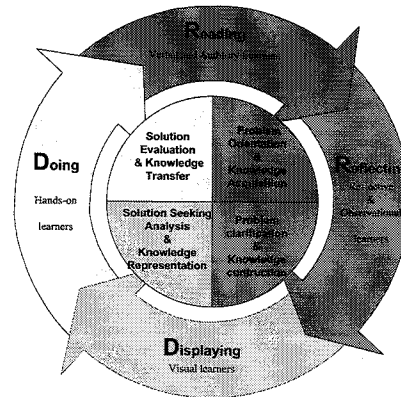 Reading
Verbal and Auditory learners
Reflecting
Reflective
&
Observational
learners
Displaying
Visual learners
Doing
Hands-on
learners
Problem
Orientation
&
Knowledge
Acquisition
Problem
clarification
&
Knowledge
contruction
Solution Seeking
Analysis
&
Knowledge
Representation
Solution
Evaluation
& Knowledge
Transfer